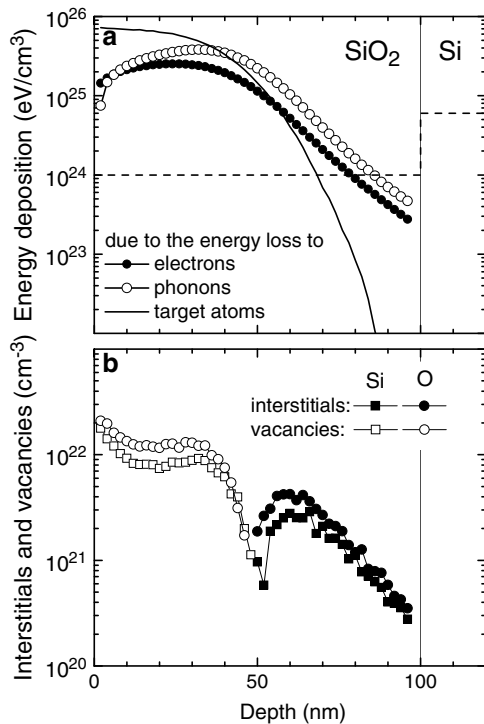 10^26
a
SiO2
Si
10^25
10^24
10^23
Energy deposition (eV/cm^3)
due to the energy loss to
electrons
phonons
target atoms
b
Si
O
interstitials:
vacancies:
10^22
10^21
10^20
Interstitials and vacancies (cm^-3)
0
50
100
Depth (nm)